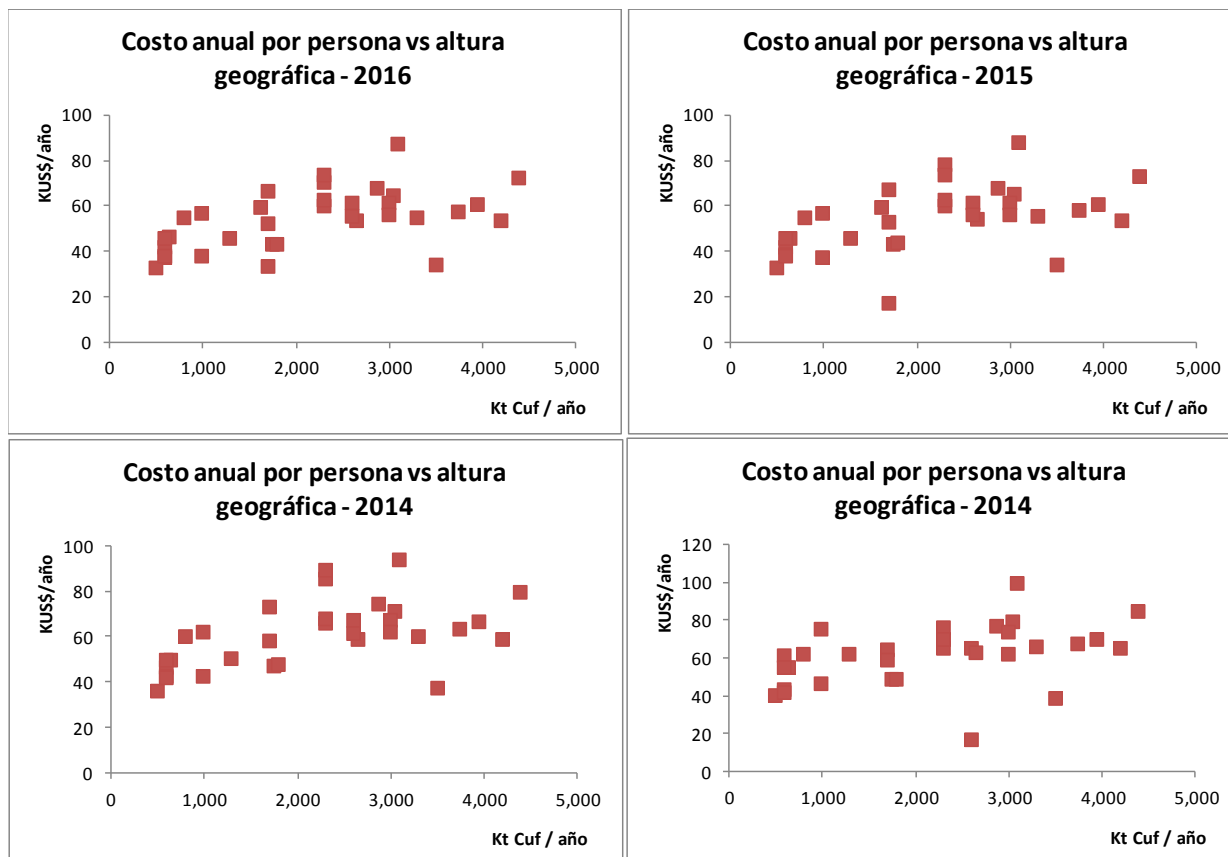 Costo anual por persona vs altura
geográfica - 2016
KUS$/año
100
80
60
40
20
0
0 1,000 2,000 3,000 4,000 5,000
Kt Cuf / año
Costo anual por persona vs altura
geográfica - 2015
KUS$/año
100
80
60
40
20
0
0 1,000 2,000 3,000 4,000 5,000
Kt Cuf / año
Costo anual por persona vs altura
geográfica - 2014
KUS$/año
100
80
60
40
20
0
0 1,000 2,000 3,000 4,000 5,000
Kt Cuf / año
Costo anual por persona vs altura
geográfica - 2014
KUS$/año
120
100
80
60
40
20
0
0 1,000 2,000 3,000 4,000 5,000
Kt Cuf / año